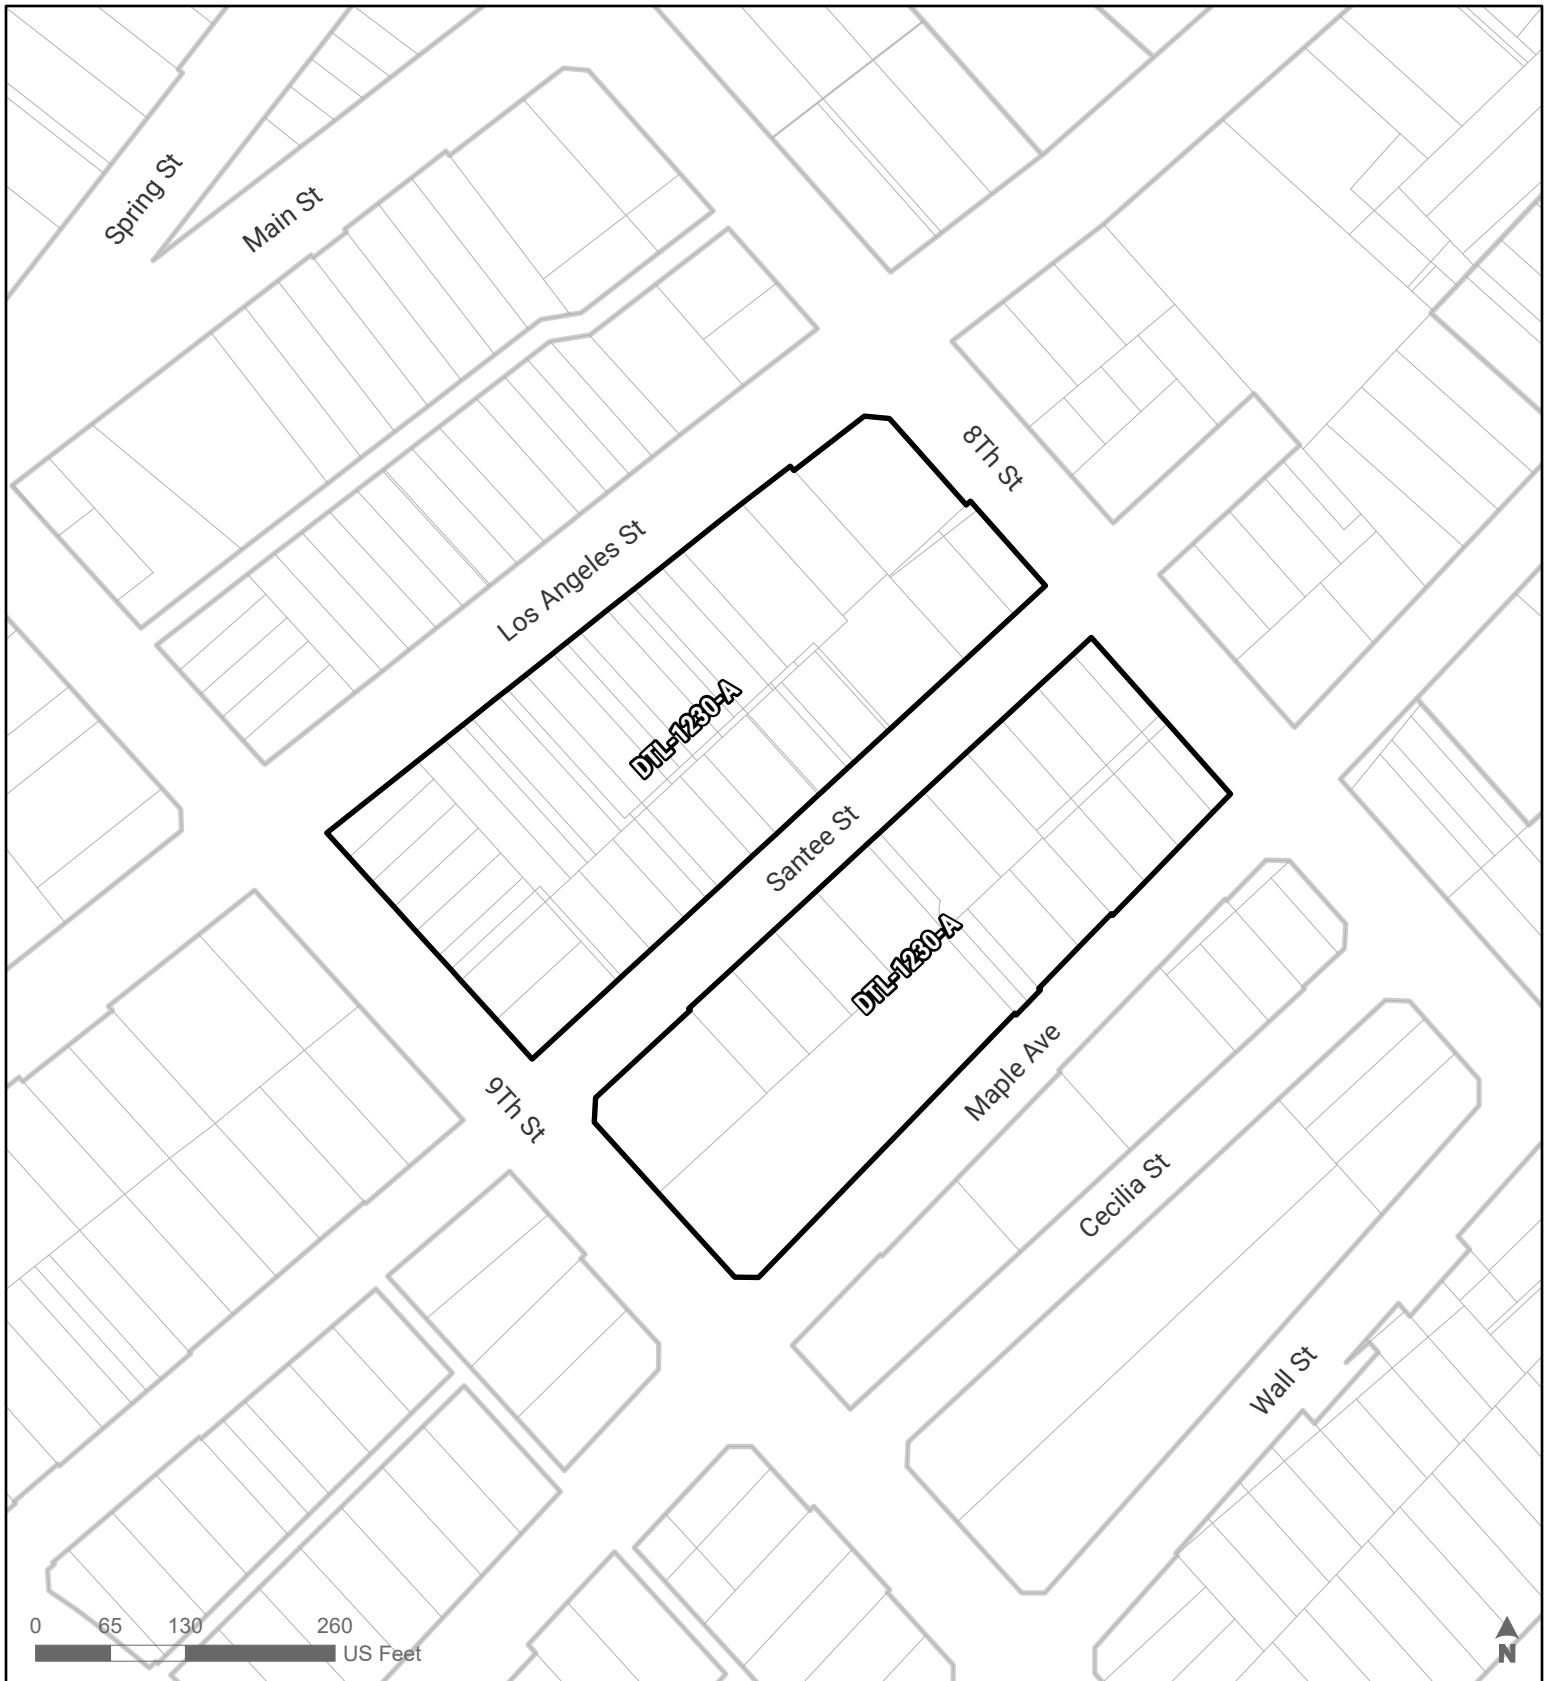 Spring St
Main St
8Th St
Los Angeles St
DTL-1230-A
Santee St
DTL-1230-A
Maple Ave
9Th St
Cecilia St
Wall St
0 65 130 260
US Feet
N